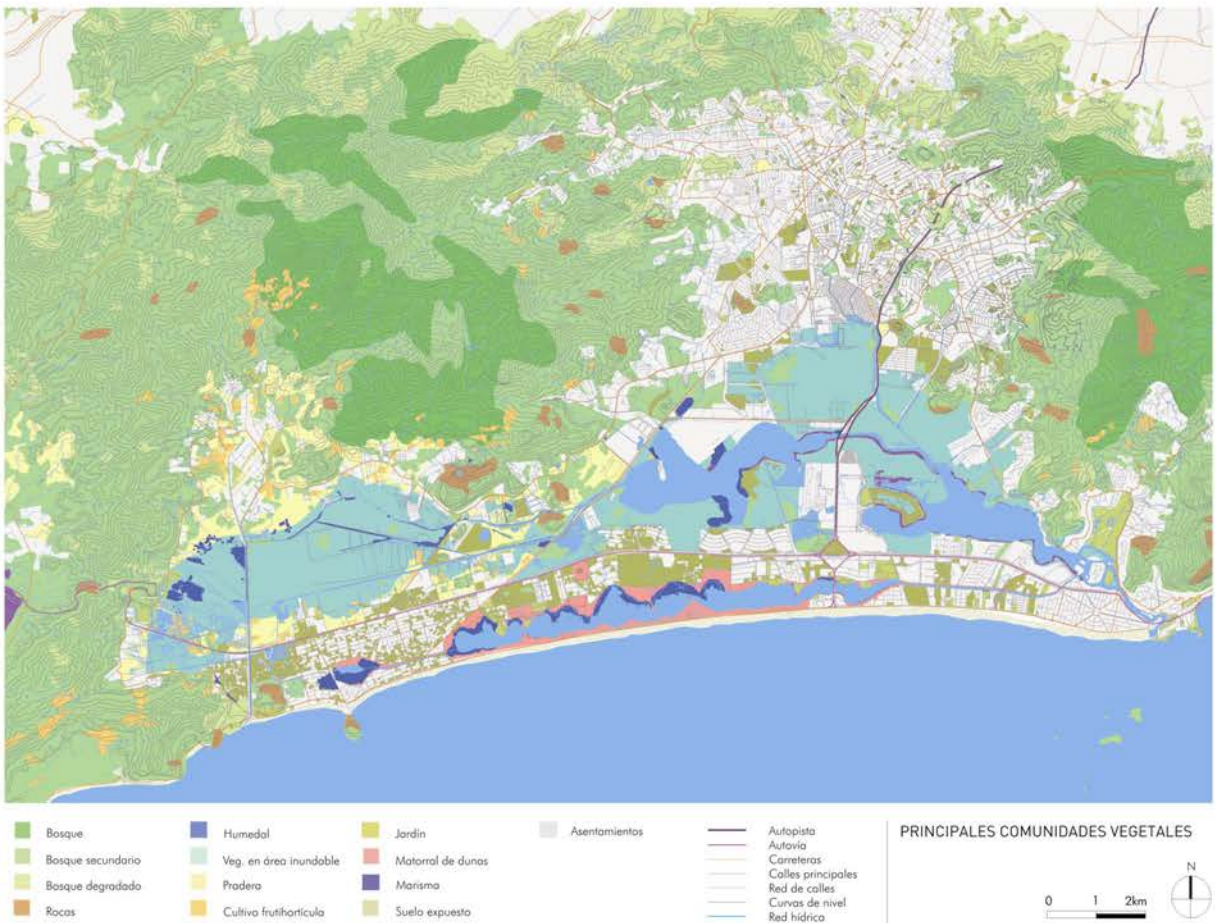 Bosque
Bosque secundario
Bosque degradado
Rocas
Humedal
Veg. en área inundable
Pradera
Cultivo frutihortícula
Jardín
Matorral de dunas
Marisma
Suelo expuesto
Asentamientos
Autopista
Autovía
Carreteras
Calles principales
Red de calles
Curvas de nivel
Red hídrica
PRINCIPALES COMUNIDADES VEGETALES
N
0 1 2km